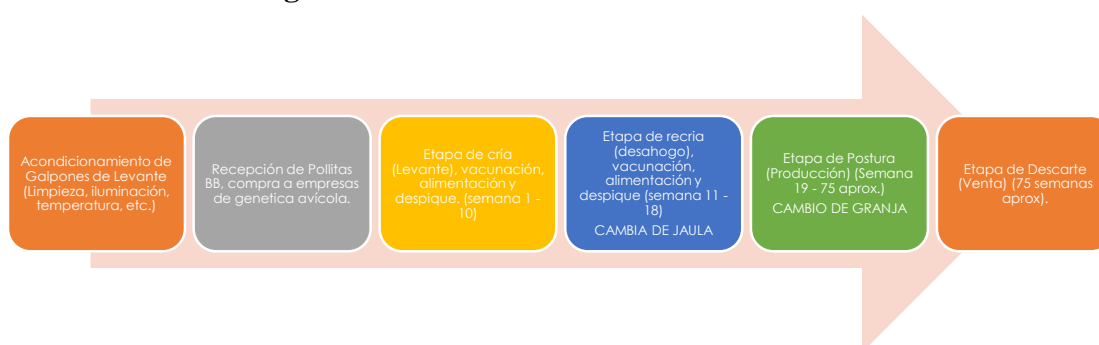 Acondicionamiento de
Galpones de Levante
(Limpieza, iluminación,
temperatura, etc.)
Recepción de Pollitas
BB, compra a empresas
de genetica avícola.
Etapa de cría
(Levante), vacunación,
alimentación y
despique. (semana 1 -
10)
Etapa de recria
(desahogo),
vacunación,
alimentación y
despique (semana 11 -
18)
CAMBIA DE JAULA
Etapa de Postura
(Producción) (Semana
19 - 75 aprox.)
CAMBIO DE GRANJA
Etapa de Descarte
(Venta) (75 semanas
aprox).